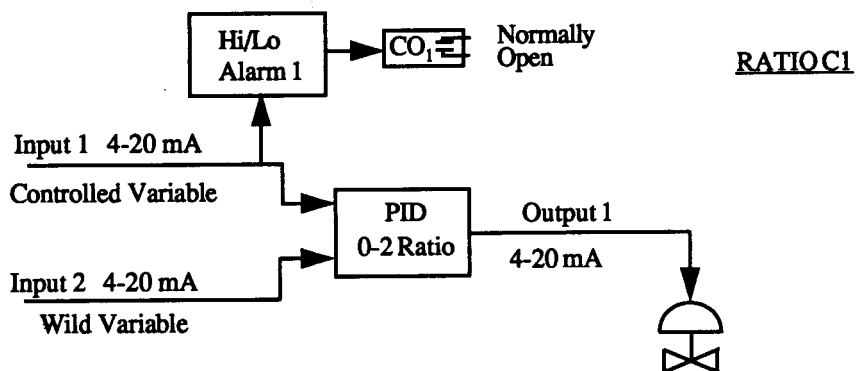 Hi/Lo
Alarm 1
CO1
Normally
Open
RATIO C1
Input 1 4-20 mA
Controlled Variable
PID
0-2 Ratio
Output 1
4-20 mA
Input 2 4-20 mA
Wild Variable